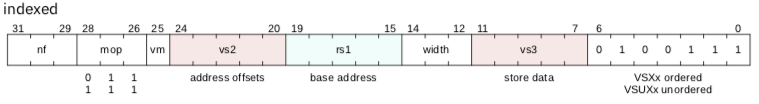 indexed
31 29 28 26 25 24 20 19 15 14 12 11 7 6 0
nf mop vm vs2 rs1 width vs3 0 1 0 0 1 1 1
0 1 1 address offsets base address store data VSXx ordered
1 1 1 VSUXx unordered